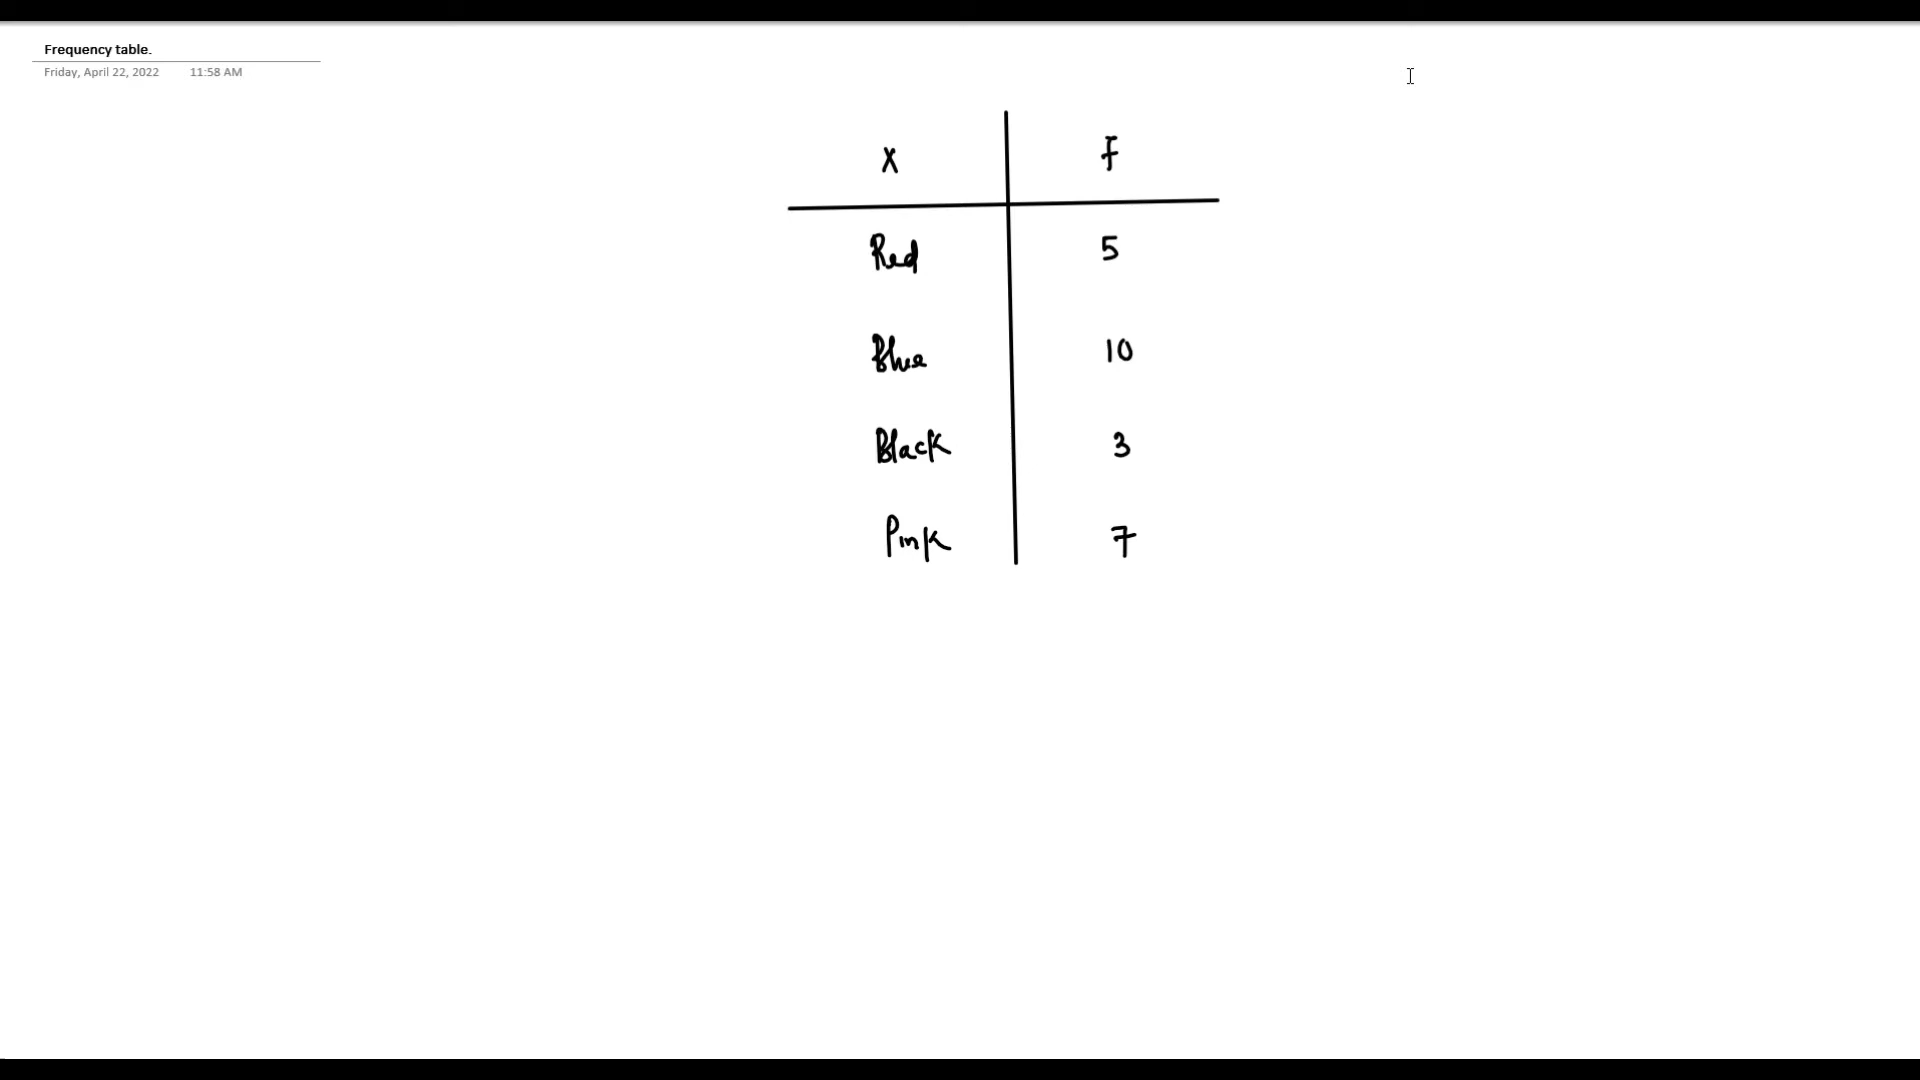 Frequency table.
Friday, April 22, 2022 11:58 AM
X F
Red 5
Blue 10
Black 3
Pink 7